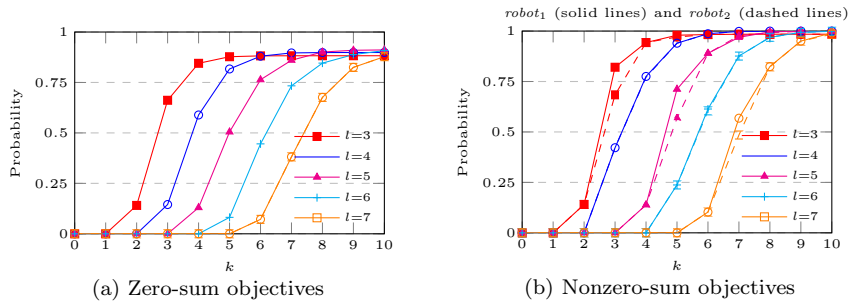 robot1 (solid lines) and robot2 (dashed lines)
1
0.75
0.5
0.25
0
Probability
0 1 2 3 4 5 6 7 8 9 10
k
l=3
l=4
l=5
l=6
l=7
(a) Zero-sum objectives
1
0.75
0.5
0.25
0
Probability
0 1 2 3 4 5 6 7 8 9 10
k
l=3
l=4
l=5
l=6
l=7
(b) Nonzero-sum objectives